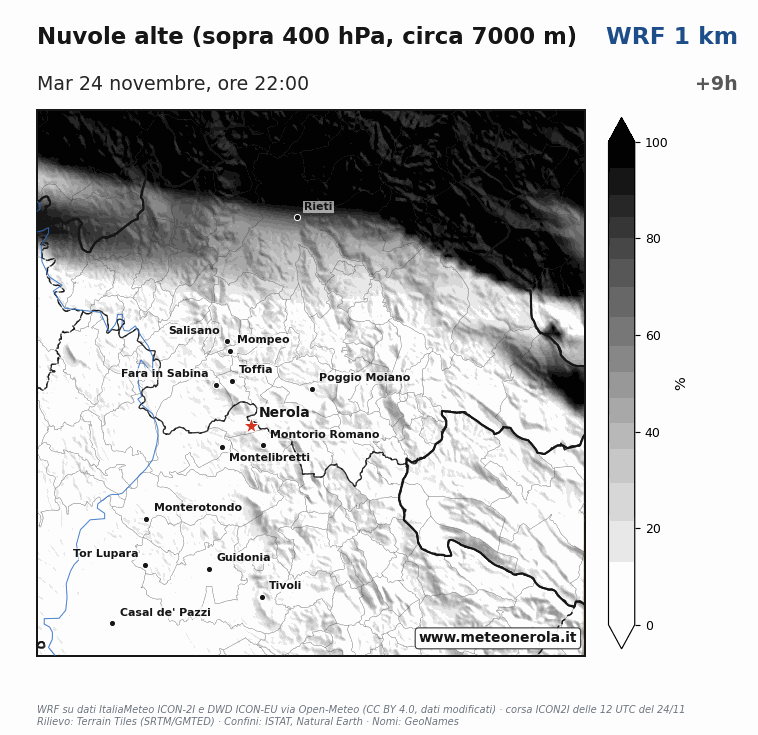 Nuvole alte (sopra 400 hPa, circa 7000 m) WRF 1 km
Mar 24 novembre, ore 22:00 +9h
100
80
60
40
20
0
%
Rieti
Salisano
Mompeo
Toffia
Fara in Sabina
Poggio Moiano
Nerola
Montorio Romano
Montelibretti
Monterotondo
Tor Lupara
Guidonia
Tivoli
Casal de' Pazzi
www.meteonerola.it
WRF su dati ItaliaMeteo ICON-2I e DWD ICON-EU via Open-Meteo (CC BY 4.0, dati modificati) · corsa ICON2I delle 12 UTC del 24/11
Rilievo: Terrain Tiles (SRTM/GMTED) · Confini: ISTAT, Natural Earth · Nomi: GeoNames